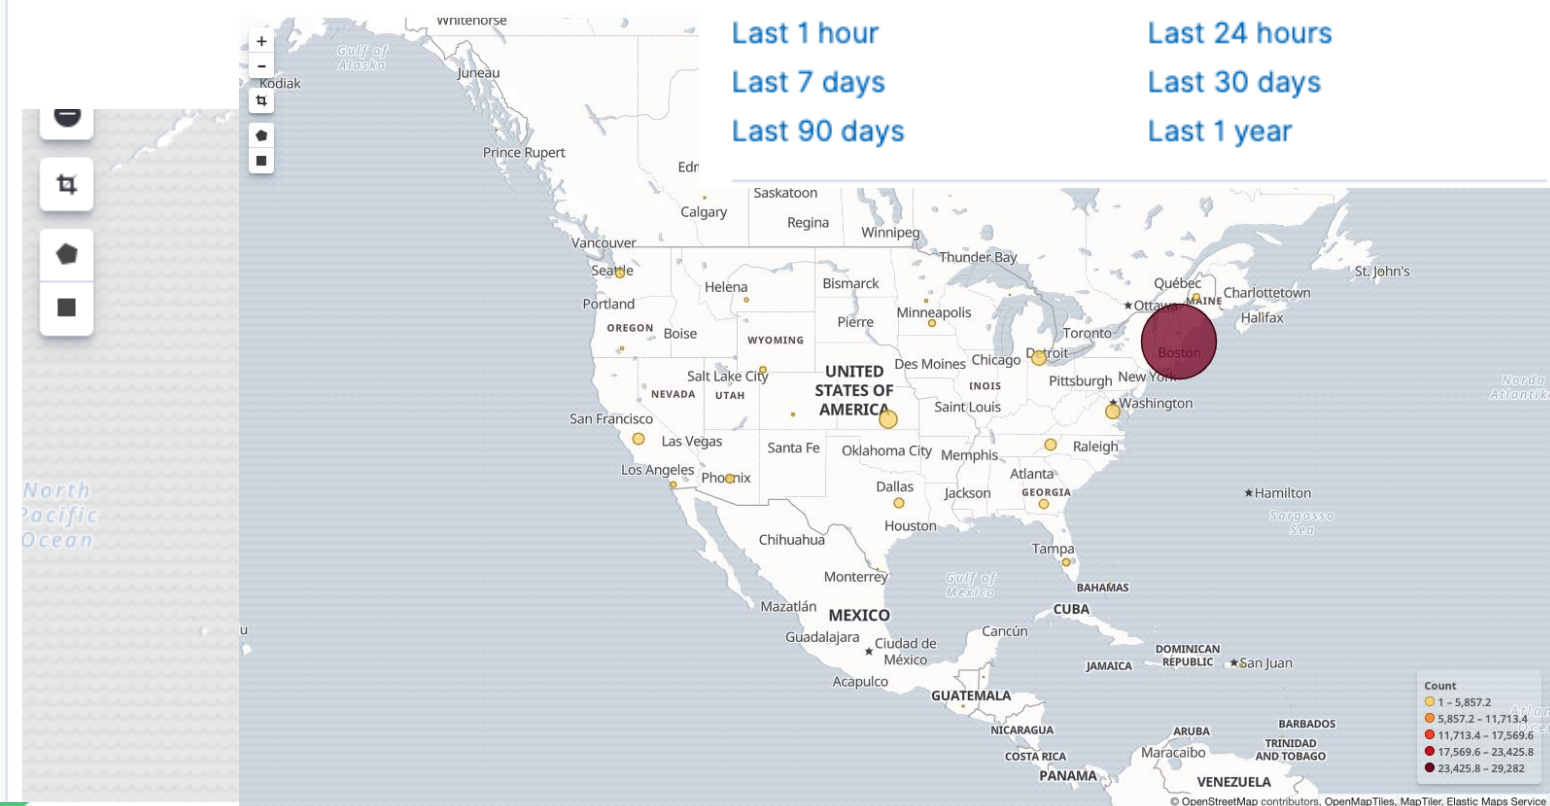 Last 1 hour
Last 24 hours
Last 7 days
Last 30 days
Last 90 days
Last 1 year
+
−
Whitehorse
Gulf of
Alaska
Juneau
Kodiak
Prince Rupert
Edm
Saskatoon
Calgary
Regina
Winnipeg
Vancouver
Thunder Bay
St. John's
Seattle
Helena
Bismarck
Québec
Charlottetown
Portland
Minneapolis
Ottawa
MAINE
Halifax
OREGON
Boise
Pierre
Toronto
WYOMING
Boston
Des Moines
Chicago
Detroit
Salt Lake City
UNITED
STATES OF
AMERICA
INOIS
Pittsburgh
New York
NEVADA
UTAH
Norda
Atlantik
Washington
Saint Louis
San Francisco
Las Vegas
Santa Fe
Oklahoma City
Memphis
Raleigh
Los Angeles
Phoenix
Atlanta
Dallas
Jackson
GEORGIA
Hamilton
North
Pacific
Ocean
Sargasso
Sea
Houston
Chihuahua
Tampa
Monterrey
Gulf of
Mexico
BAHAMAS
Mazatlán
MEXICO
CUBA
u
Guadalajara
Ciudad de
México
Cancún
DOMINICAN
REPUBLIC
San Juan
JAMAICA
Acapulco
GUATEMALA
NICARAGUA
ARUBA
BARBADOS
COSTA RICA
Maracaibo
TRINIDAD
AND TOBAGO
PANAMA
VENEZUELA
Count
1 – 5,857.2
5,857.2 – 11,713.4
11,713.4 – 17,569.6
17,569.6 – 23,425.8
23,425.8 – 29,282
© OpenStreetMap contributors, OpenMapTiles, MapTiler, Elastic Maps Service